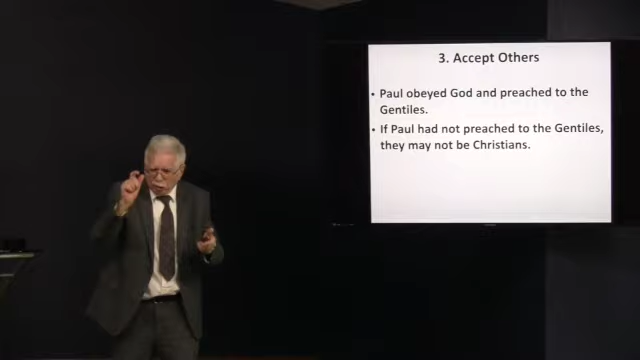 3. Accept Others
• Paul obeyed God and preached to the
Gentiles.
• If Paul had not preached to the Gentiles,
they may not be Christians.